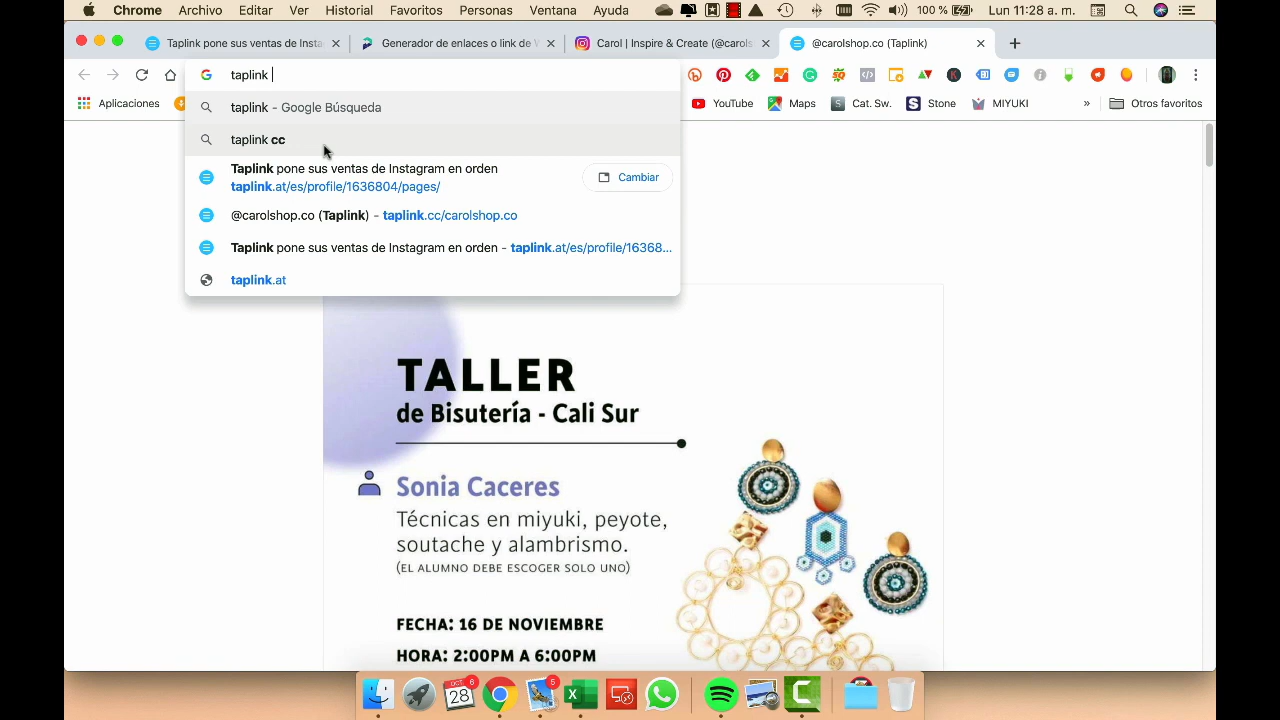 Chrome Archivo Editar Ver Historial Favoritos Personas Ventana Ayuda 100 % Lun 11:28 a. m.
Taplink pone sus ventas de Insta
Generador de enlaces o link de
Carol | Inspire & Create (@carols
@carolshop.co (Taplink)
taplink
Aplicaciones
YouTube
Maps
Cat. Sw.
Stone
MIYUKI
» Otros favoritos
taplink - Google Búsqueda
taplink cc
Taplink pone sus ventas de Instagram en orden
taplink.at/es/profile/1636804/pages/
Cambiar
@carolshop.co (Taplink) - taplink.cc/carolshop.co
Taplink pone sus ventas de Instagram en orden - taplink.at/es/profile/16368...
taplink.at
TALLER
de Bisutería - Cali Sur
Sonia Caceres
Técnicas en miyuki, peyote,
soutache y alambrismo.
(EL ALUMNO DEBE ESCOGER SOLO UNO)
FECHA: 16 DE NOVIEMBRE
HORA: 2:00PM A 6:00PM
OCT
28
6
5